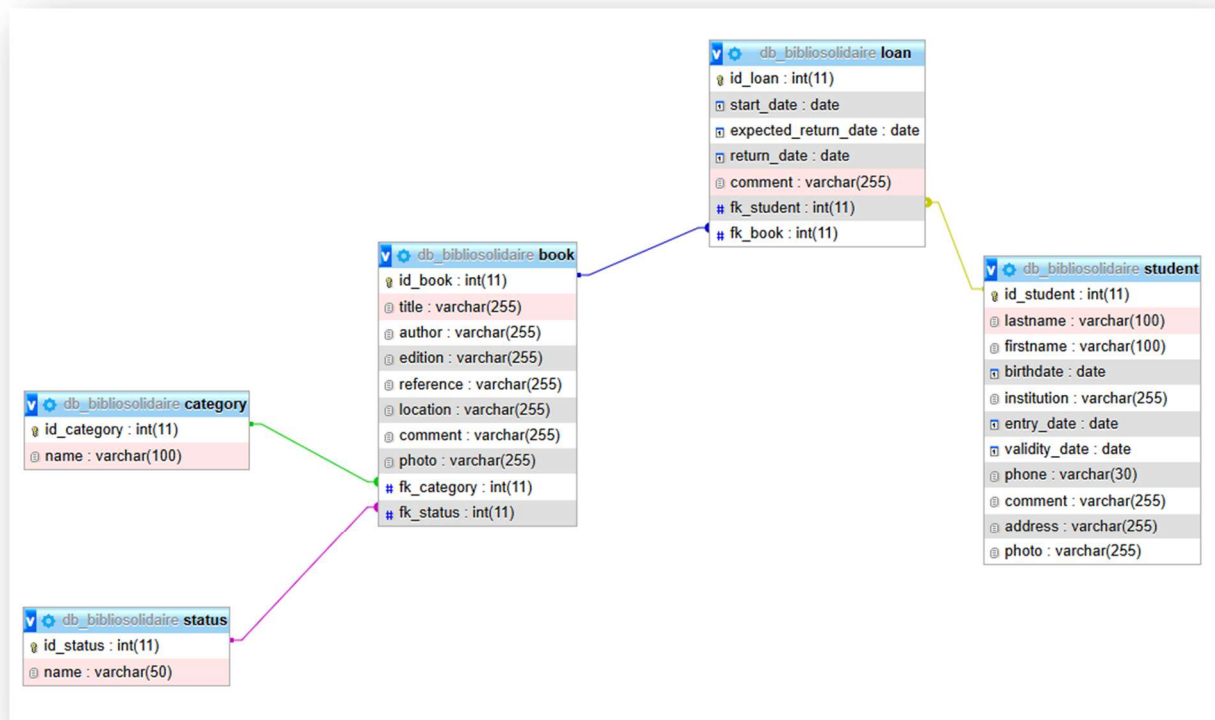 db_bibliosolidaire loan
id_loan : int(11)
start_date : date
expected_return_date : date
return_date : date
comment : varchar(255)
fk_student : int(11)
fk_book : int(11)
db_bibliosolidaire book
id_book : int(11)
title : varchar(255)
author : varchar(255)
edition : varchar(255)
reference : varchar(255)
location : varchar(255)
comment : varchar(255)
photo : varchar(255)
fk_category : int(11)
fk_status : int(11)
db_bibliosolidaire student
id_student : int(11)
lastname : varchar(100)
firstname : varchar(100)
birthdate : date
institution : varchar(255)
entry_date : date
validity_date : date
phone : varchar(30)
comment : varchar(255)
address : varchar(255)
photo : varchar(255)
db_bibliosolidaire category
id_category : int(11)
name : varchar(100)
db_bibliosolidaire status
id_status : int(11)
name : varchar(50)